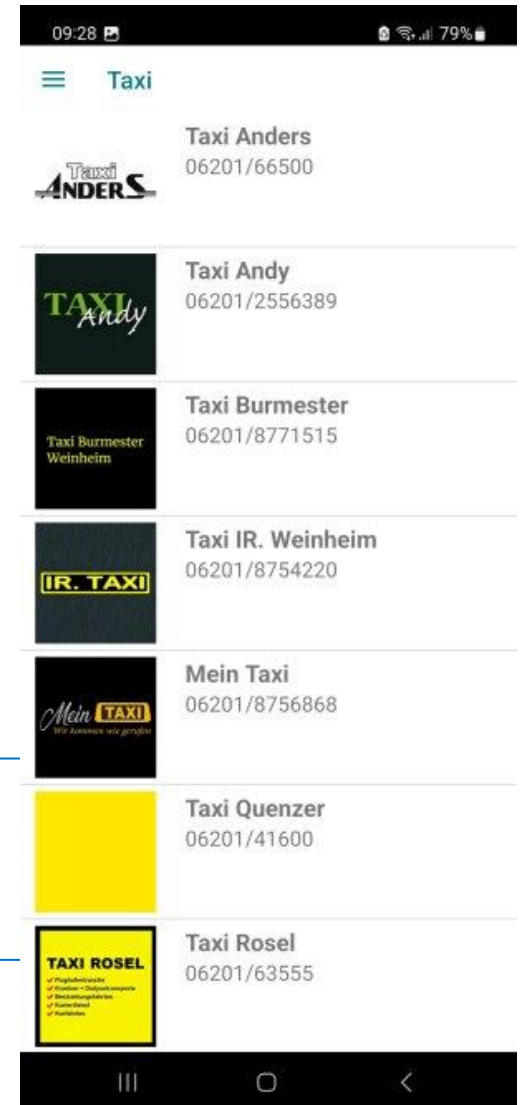 09:28
79%
Taxi
Taxi
ANDERS
Taxi Anders
06201/66500
TAXI
Andy
Taxi Andy
06201/2556389
Taxi Burmester
Weinheim
Taxi Burmester
06201/8771515
IR. TAXI
Taxi IR. Weinheim
06201/8754220
Mein TAXI
Wir kommen wie gerufen
Mein Taxi
06201/8756868
Taxi Quenzer
06201/41600
TAXI ROSEL
Taxi Rosel
06201/63555